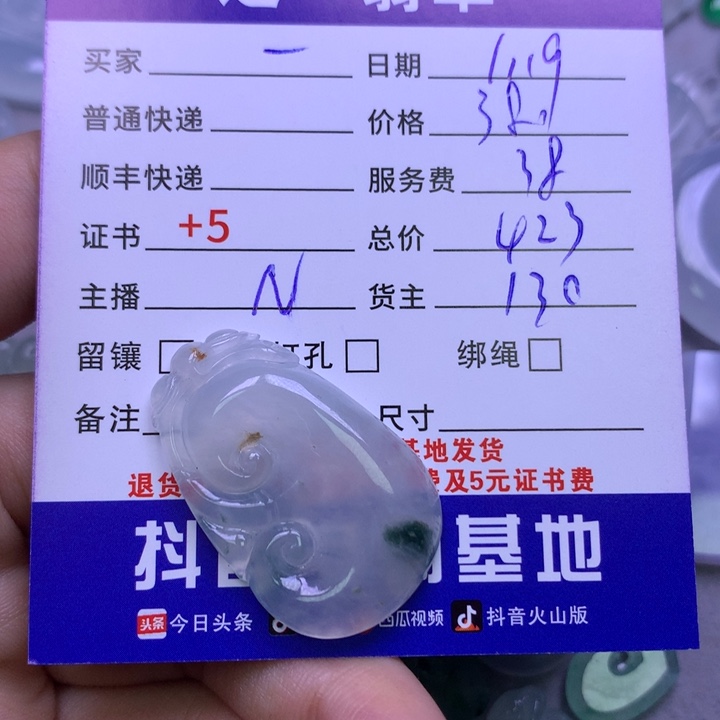 买家 一 日期 1.19
普通快递 价格
顺丰快递 服务费 38
证书 +5 总价 423
主播 N 货主 130
留镶 孔 绑绳
备注 尺寸
基地发货
退货 及5元证书费
抖 基地
头条 今日头条 西瓜视频 抖音火山版